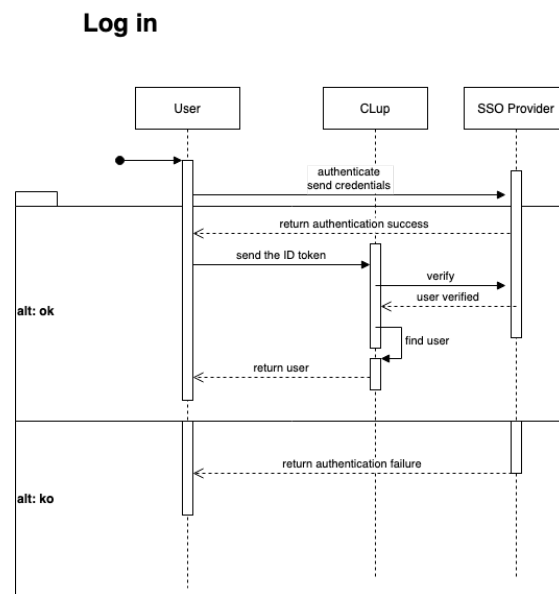 Log in
User
CLup
SSO Provider
authenticate
send credentials
return authentication success
send the ID token
verify
user verified
alt: ok
find user
return user
return authentication failure
alt: ko